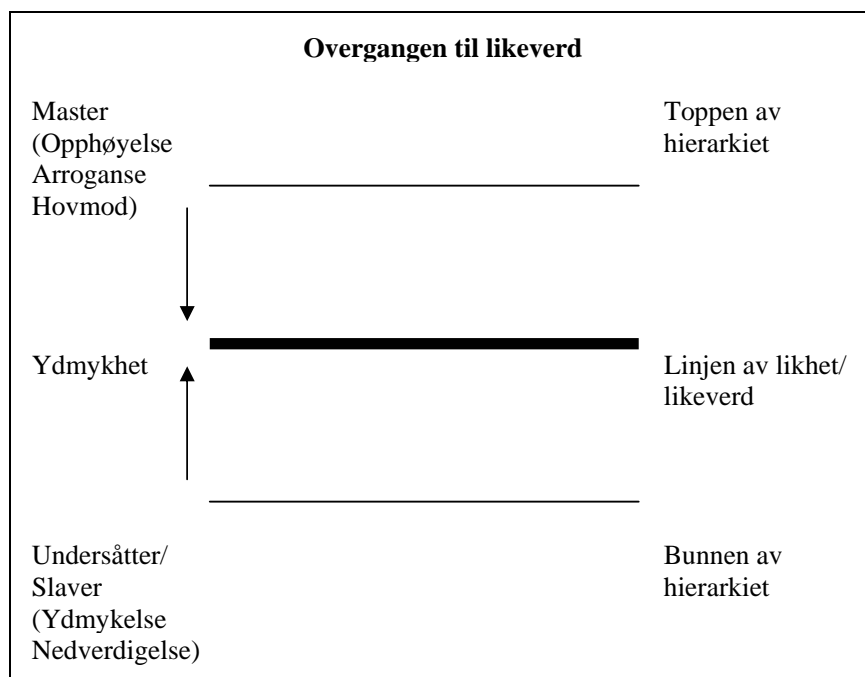 Overgangen til likeverd
Master
(Opphøyelse
Arroganse
Hovmod)
Toppen av
hierarkiet
Ydmykhet
Linjen av likhet/
likeverd
Undersåtter/
Slaver
(Ydmykelse
Nedverdigelse)
Bunnen av
hierarkiet